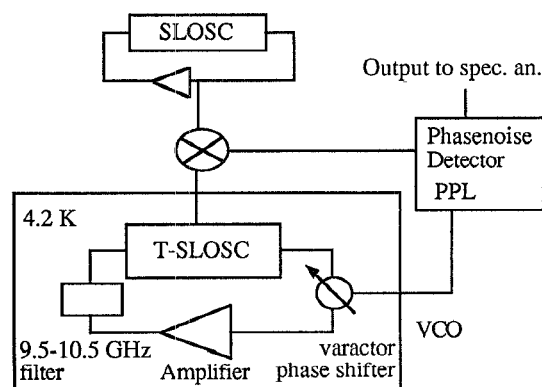 SLOSC
Output to spec. an.
Phasenoise
Detector
PPL
4.2 K
T-SLOSC
9.5-10.5 GHz
filter
Amplifier
varactor
phase shifter
VCO